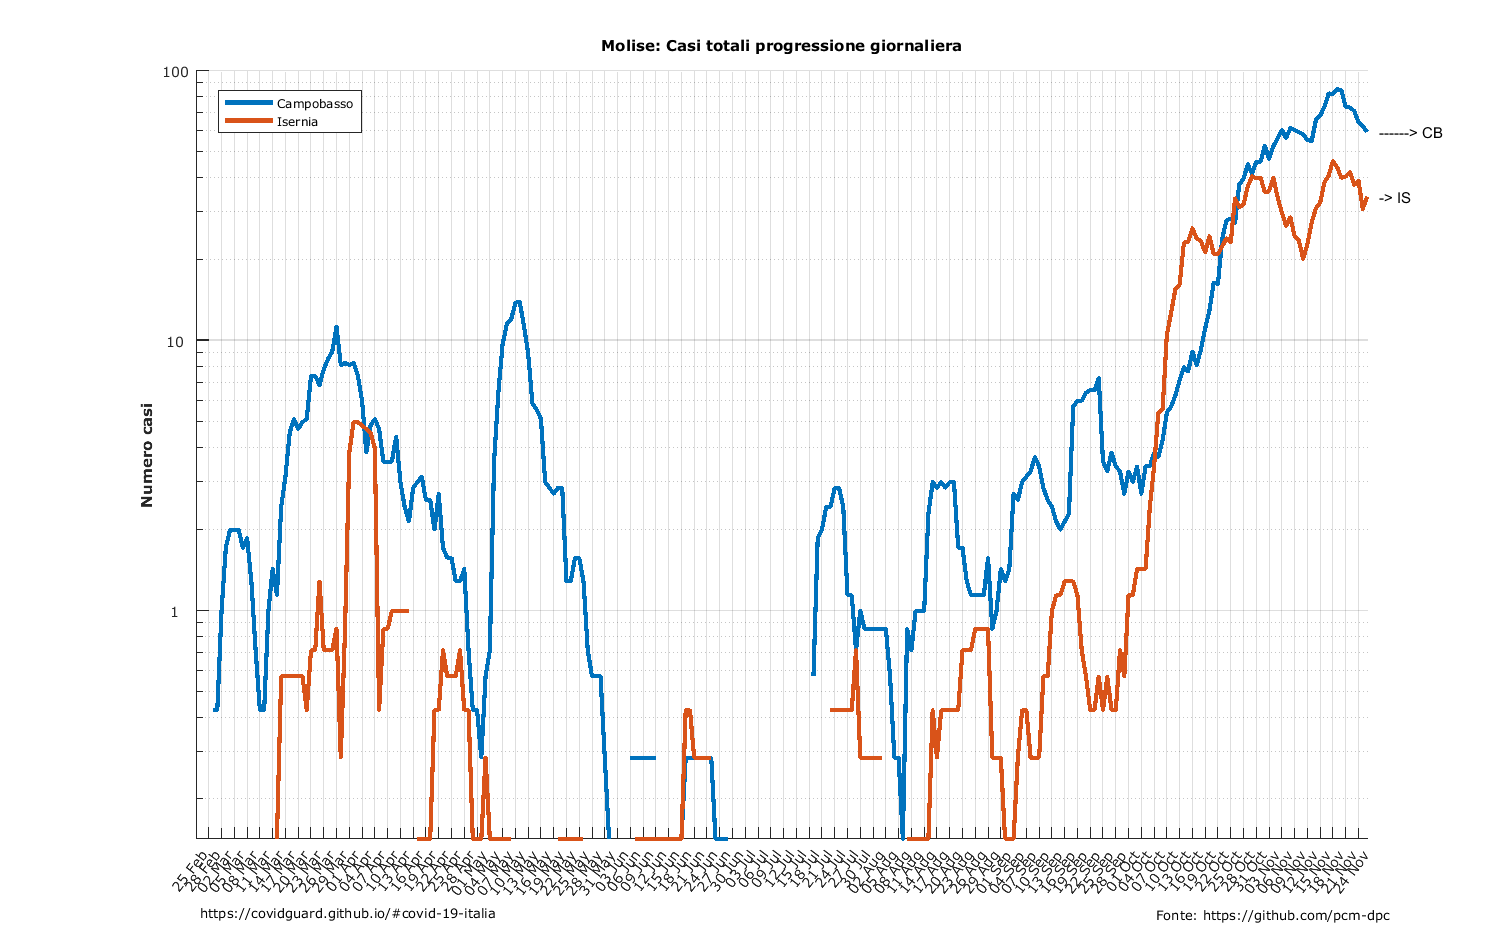 Molise: Casi totali progressione giornaliera
100
Campobasso
Isernia
------> CB
-> IS
10
Numero casi
1
25 Feb
28 Feb
02 Mar
05 Mar
08 Mar
11 Mar
14 Mar
17 Mar
20 Mar
23 Mar
26 Mar
29 Mar
01 Apr
04 Apr
07 Apr
10 Apr
13 Apr
16 Apr
19 Apr
22 Apr
25 Apr
28 Apr
01 May
04 May
07 May
10 May
13 May
16 May
19 May
22 May
25 May
28 May
31 May
03 Jun
06 Jun
09 Jun
12 Jun
15 Jun
18 Jun
21 Jun
24 Jun
27 Jun
30 Jun
03 Jul
06 Jul
09 Jul
12 Jul
15 Jul
18 Jul
21 Jul
24 Jul
27 Jul
30 Jul
02 Aug
05 Aug
08 Aug
11 Aug
14 Aug
17 Aug
20 Aug
23 Aug
26 Aug
29 Aug
01 Sep
04 Sep
07 Sep
10 Sep
13 Sep
16 Sep
19 Sep
22 Sep
25 Sep
28 Sep
01 Oct
04 Oct
07 Oct
10 Oct
13 Oct
16 Oct
19 Oct
22 Oct
25 Oct
28 Oct
31 Oct
03 Nov
06 Nov
09 Nov
12 Nov
15 Nov
18 Nov
21 Nov
24 Nov
https://covidguard.github.io/#covid-19-italia
Fonte: https://github.com/pcm-dpc